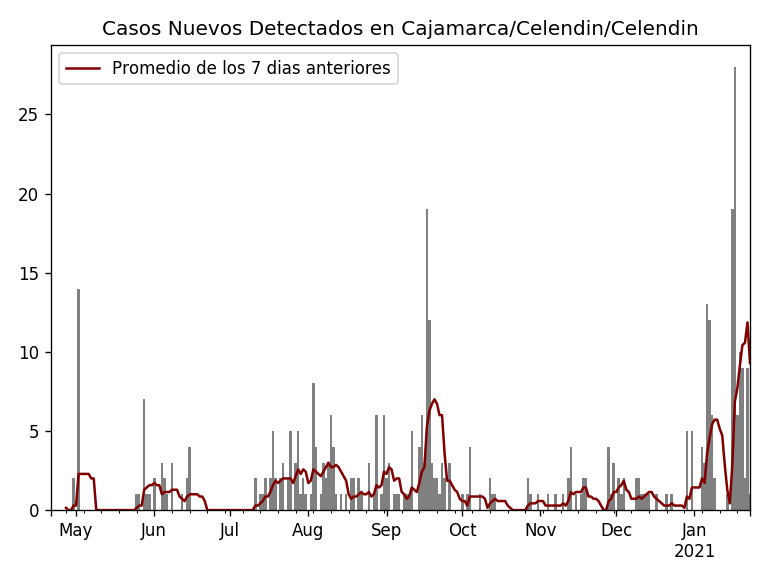 Casos Nuevos Detectados en Cajamarca/Celendin/Celendin
Promedio de los 7 dias anteriores
25
20
15
10
5
0
May Jun Jul Aug Sep Oct Nov Dec Jan
2021